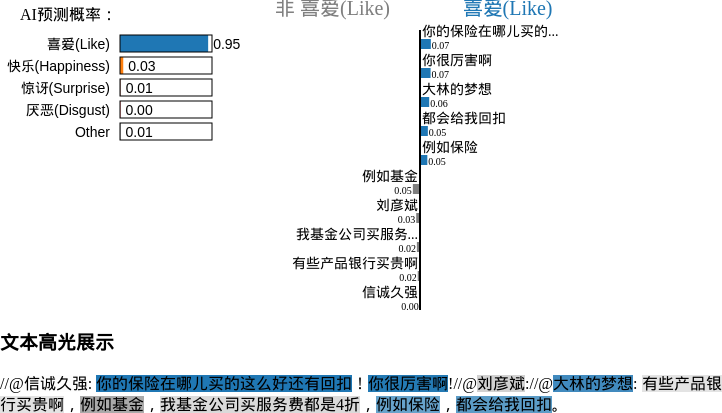 AI预测概率：
喜爱(Like) 0.95
快乐(Happiness) 0.03
惊讶(Surprise) 0.01
厌恶(Disgust) 0.00
Other 0.01
非 喜爱(Like) 喜爱(Like)
你的保险在哪儿买的...
0.07
你很厉害啊
0.07
大林的梦想
0.06
都会给我回扣
0.05
例如保险
0.05
例如基金
0.05
刘彦斌
0.03
我基金公司买服务...
0.02
有些产品银行买贵啊
0.02
信诚久强
0.00
文本高光展示
//@信诚久强: 你的保险在哪儿买的这么好还有回扣！你很厉害啊!//@刘彦斌://@大林的梦想: 有些产品银
行买贵啊，例如基金，我基金公司买服务费都是4折，例如保险，都会给我回扣。